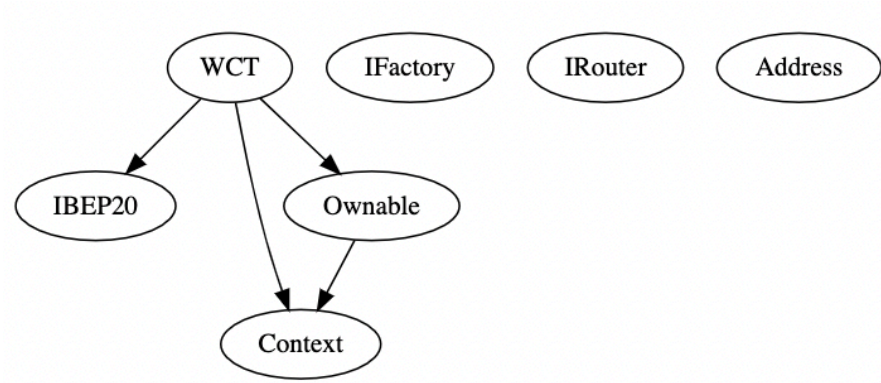 WCT
IFactory
IRouter
Address
IBEP20
Ownable
Context